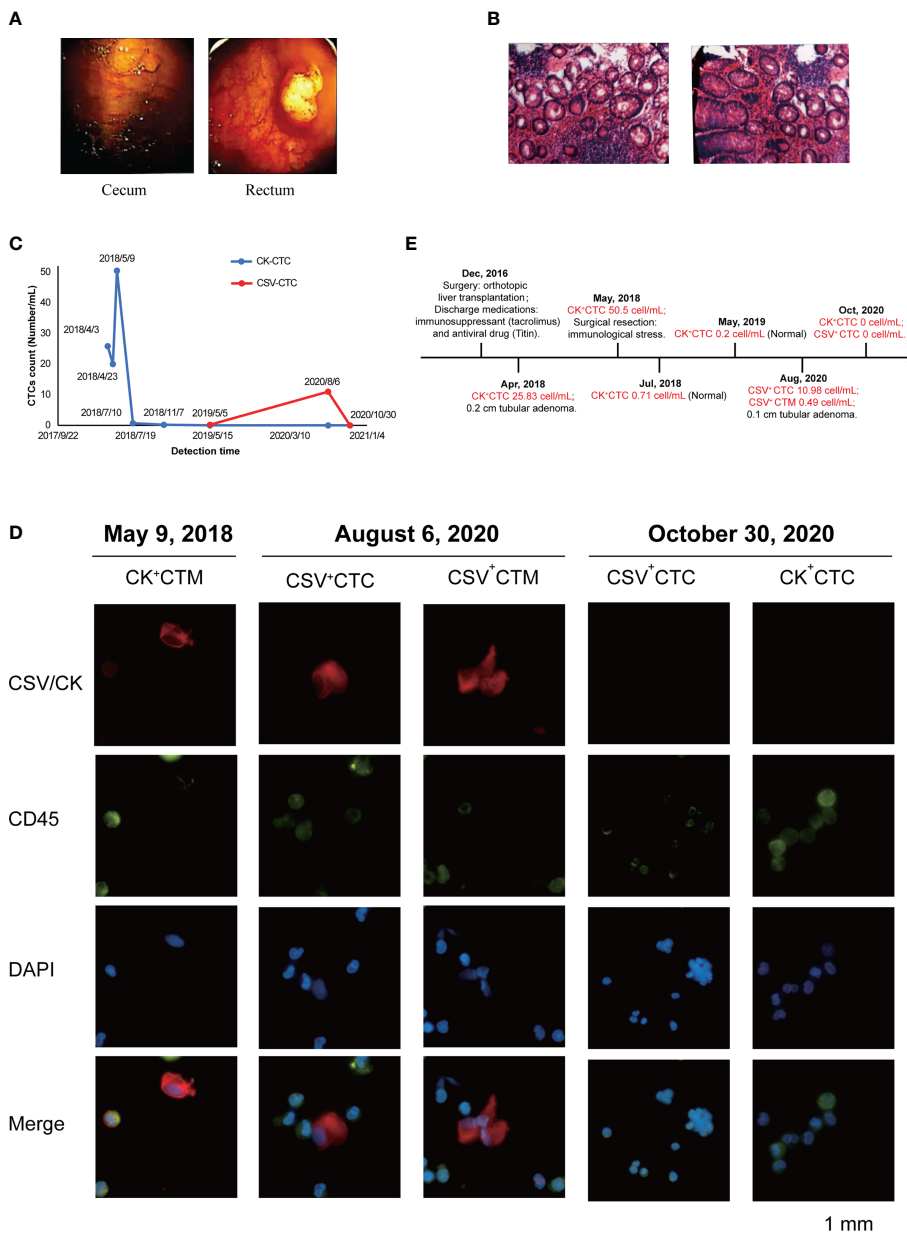 A
Cecum
Rectum
B
C
CK-CTC
CSV-CTC
CTCs count (Number/mL)
50
40
30
20
10
0
2018/5/9
2018/4/3
2018/4/23
2018/7/10
2018/11/7
2019/5/5
2020/8/6
2020/10/30
2017/9/22
2018/7/19
2019/5/15
2020/3/10
2021/1/4
Detection time
E
Dec, 2016
Surgery: orthotopic
liver transplantation;
Discharge medications:
immunosuppressant (tacrolimus)
and antiviral drug (Titin).
May, 2018
CK⁺CTC 50.5 cell/mL;
Surgical resection:
immunological stress.
May, 2019
CK⁺CTC 0.2 cell/mL (Normal)
Oct, 2020
CK⁺CTC 0 cell/mL;
CSV⁺CTC 0 cell/mL.
Apr, 2018
CK⁺CTC 25.83 cell/mL;
0.2 cm tubular adenoma.
Jul, 2018
CK⁺CTC 0.71 cell/mL (Normal)
Aug, 2020
CSV⁺CTC 10.98 cell/mL;
CSV⁺CTM 0.49 cell/mL;
0.1 cm tubular adenoma.
D
May 9, 2018
August 6, 2020
October 30, 2020
CK⁺CTM
CSV⁺CTC
CSV⁺CTM
CSV⁺CTC
CK⁺CTC
CSV/CK
CD45
DAPI
Merge
1 mm